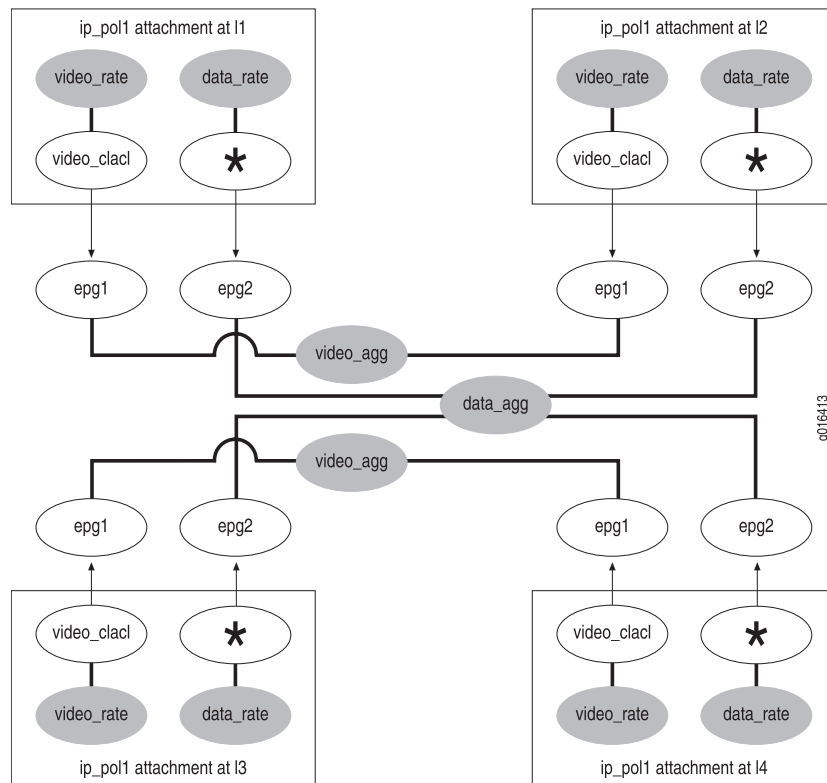 ip_pol1 attachment at l1
ip_pol1 attachment at l2
video_rate
data_rate
video_rate
data_rate
video_clacl
*
video_clacl
*
epg1
epg2
epg1
epg2
video_agg
data_agg
g016413
video_agg
epg1
epg2
epg1
epg2
video_clacl
*
video_clacl
*
video_rate
data_rate
video_rate
data_rate
ip_pol1 attachment at l3
ip_pol1 attachment at l4